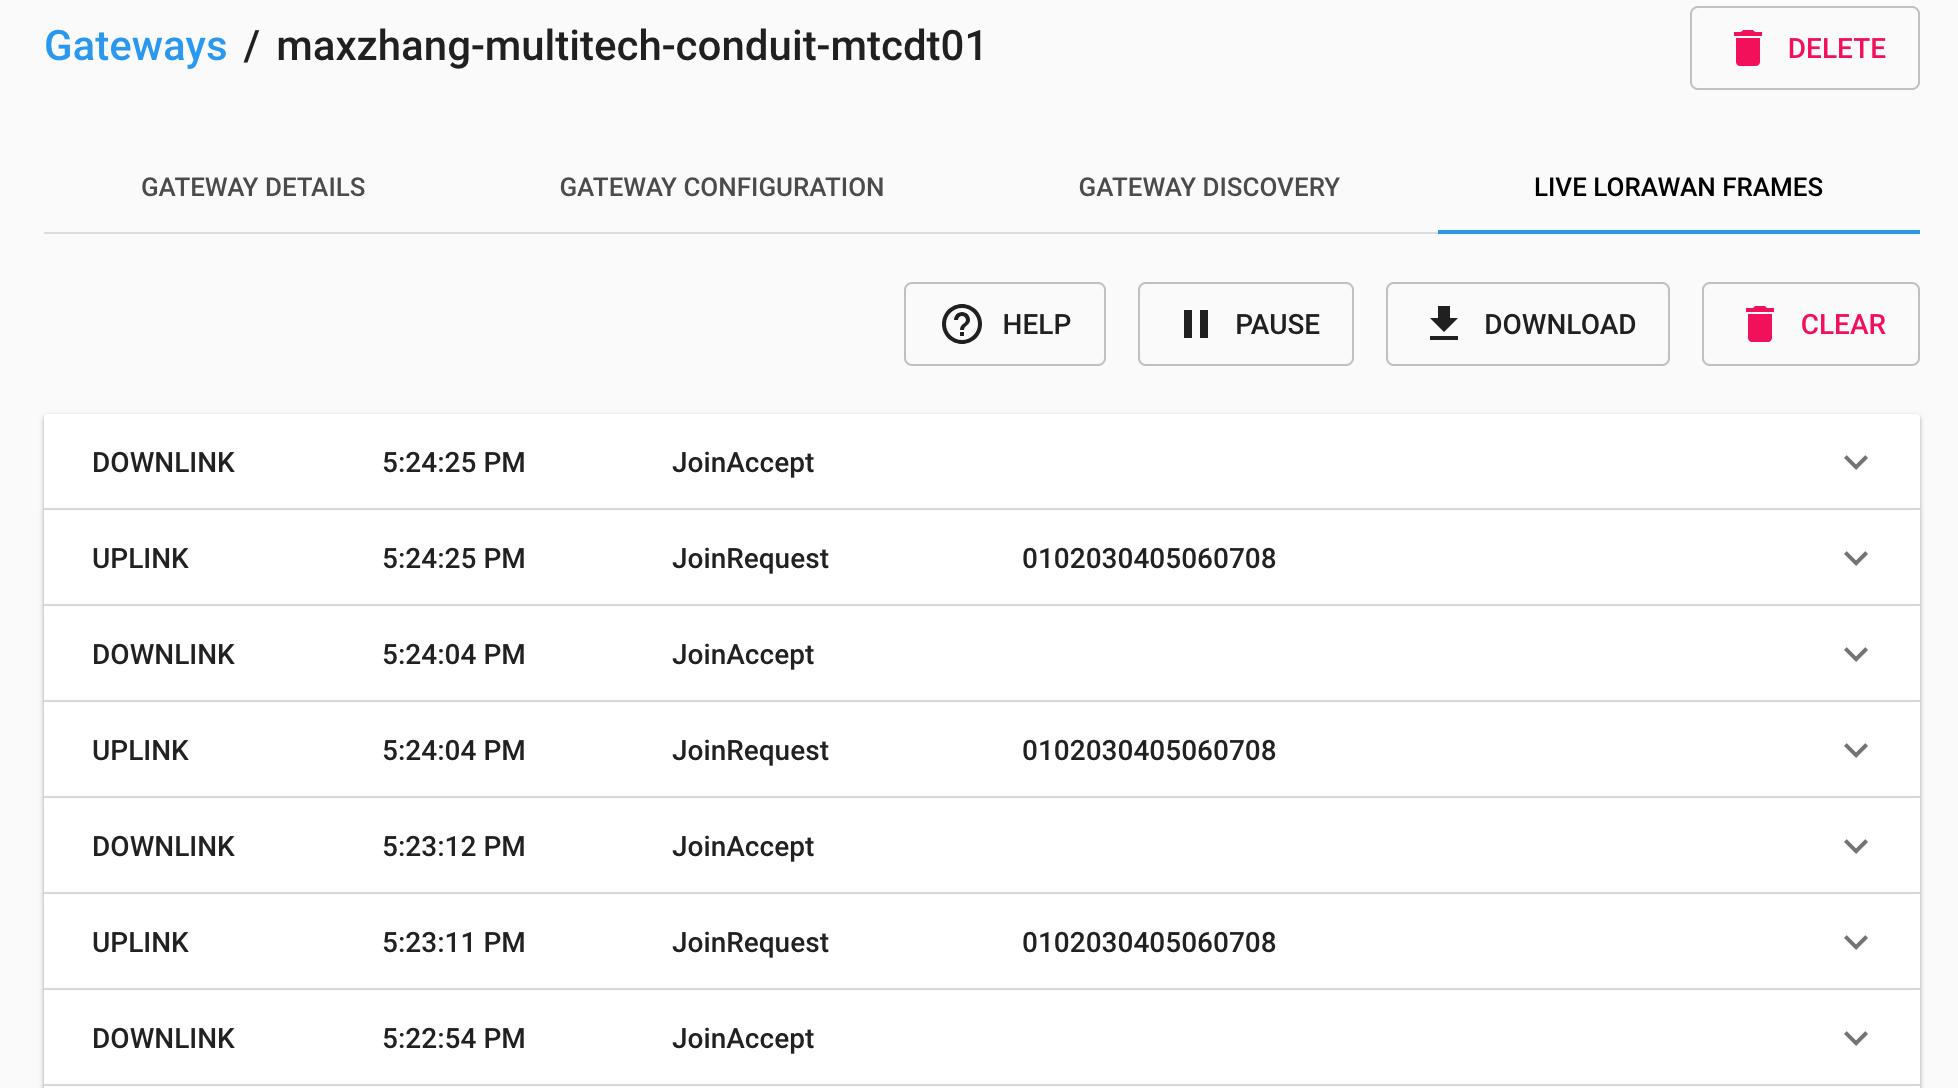 Gateways / maxzhang-multitech-conduit-mtcdt01
DELETE
GATEWAY DETAILS GATEWAY CONFIGURATION GATEWAY DISCOVERY LIVE LORAWAN FRAMES
HELP PAUSE DOWNLOAD CLEAR
DOWNLINK 5:24:25 PM JoinAccept
UPLINK 5:24:25 PM JoinRequest 0102030405060708
DOWNLINK 5:24:04 PM JoinAccept
UPLINK 5:24:04 PM JoinRequest 0102030405060708
DOWNLINK 5:23:12 PM JoinAccept
UPLINK 5:23:11 PM JoinRequest 0102030405060708
DOWNLINK 5:22:54 PM JoinAccept